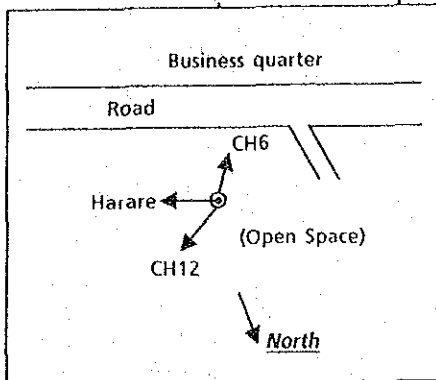 Business quarter
Road
CH6
Harare
(Open Space)
CH12
North